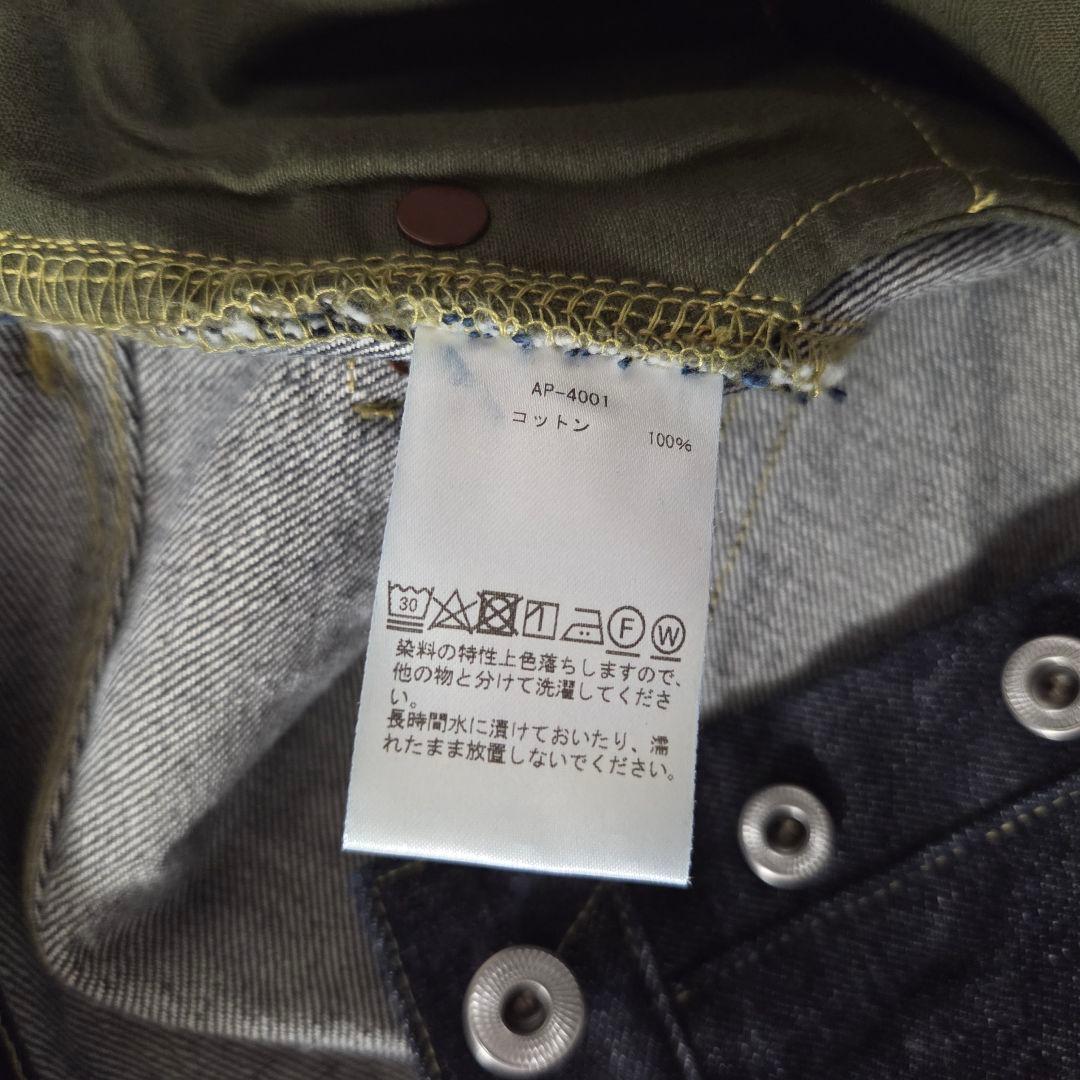 AP-4001
コットン 100%
30
F W
染料の特性上色落ちしますので、
他の物と分けて洗濯してくださ
い。
長時間水に漬けておいたり、濡
れたまま放置しないでください。